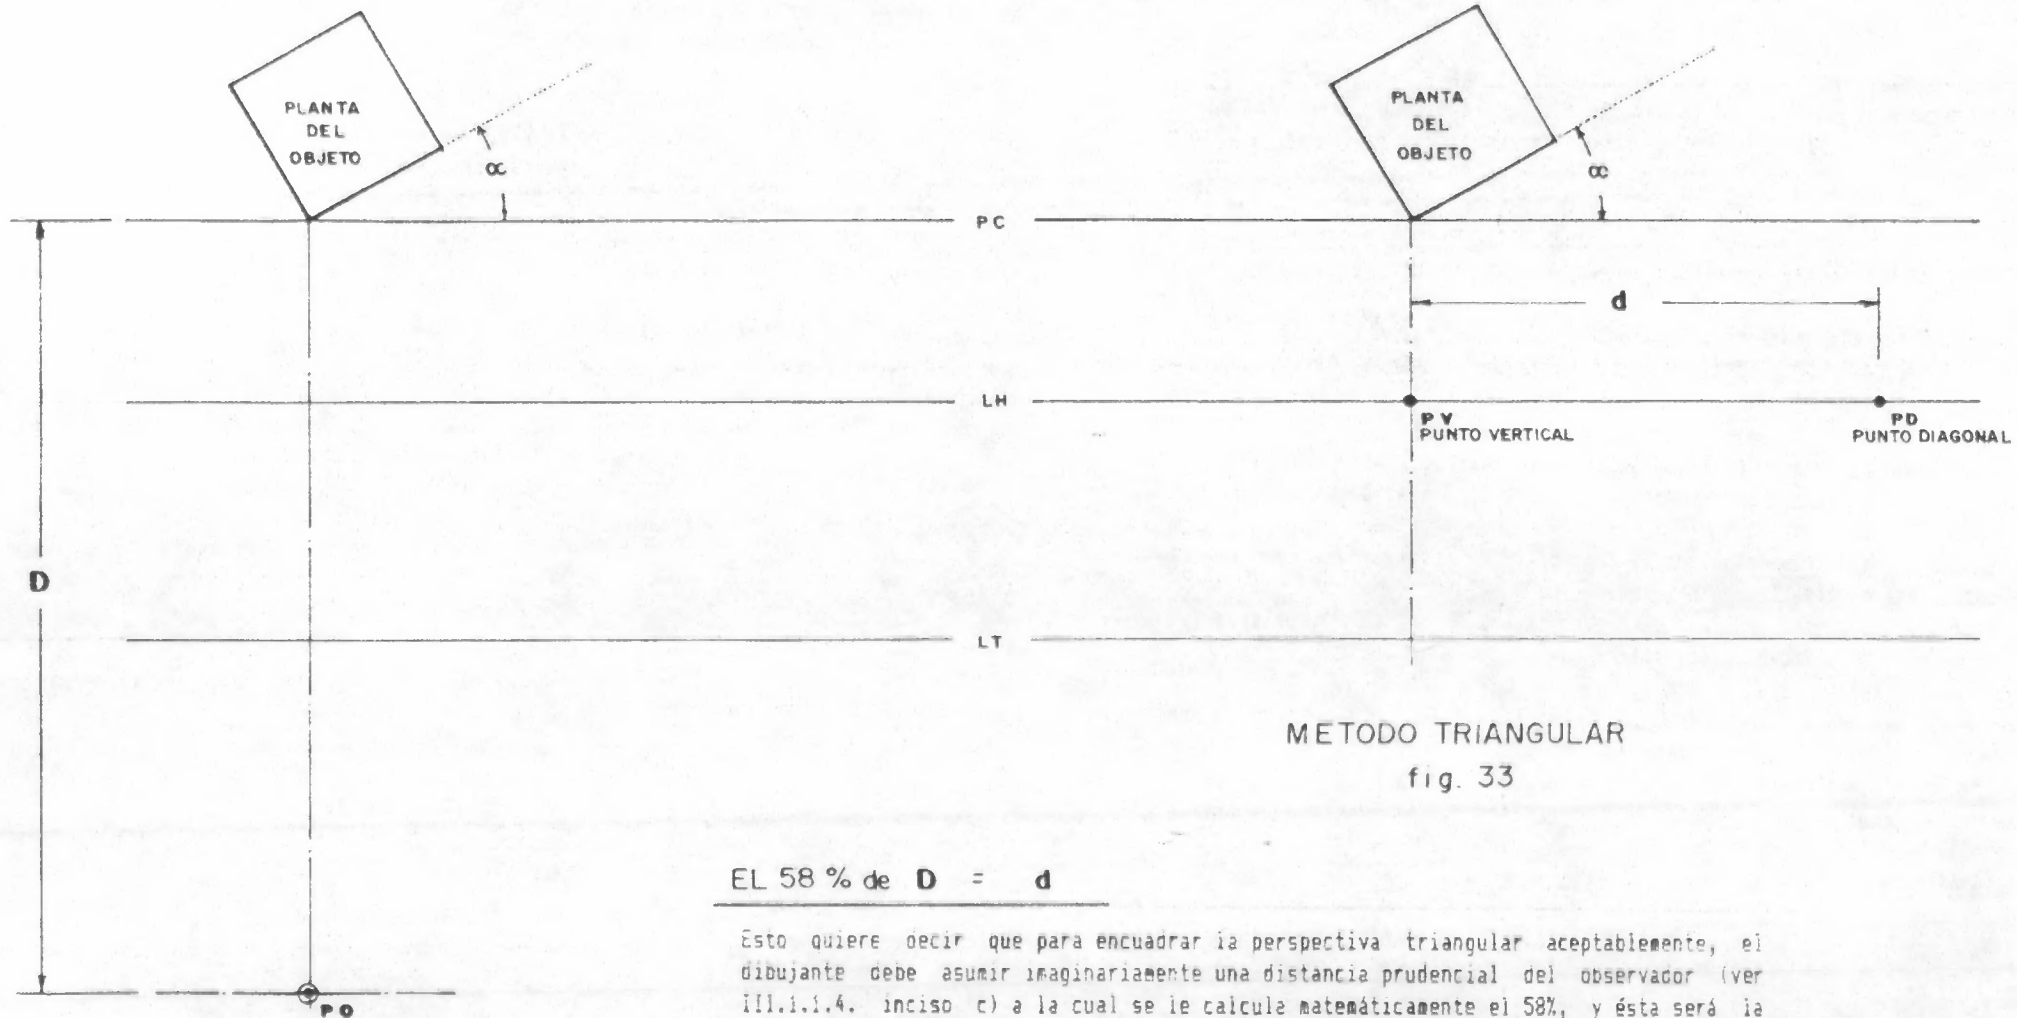 PLANTA
DEL
OBJETO
∝
PLANTA
DEL
OBJETO
∝
PC
d
LH
PV
PUNTO VERTICAL
PD
PUNTO DIAGONAL
D
LT
METODO TRIANGULAR
fig. 33
PO
EL 58 % de D = d
Esto quiere decir que para encuadrar la perspectiva triangular aceptablemente, el
dibujante debe asumir imaginariamente una distancia prudencial del observador (ver
III.1.1.4. inciso c) a la cual se le calcula matemáticamente el 58%, y ésta será la